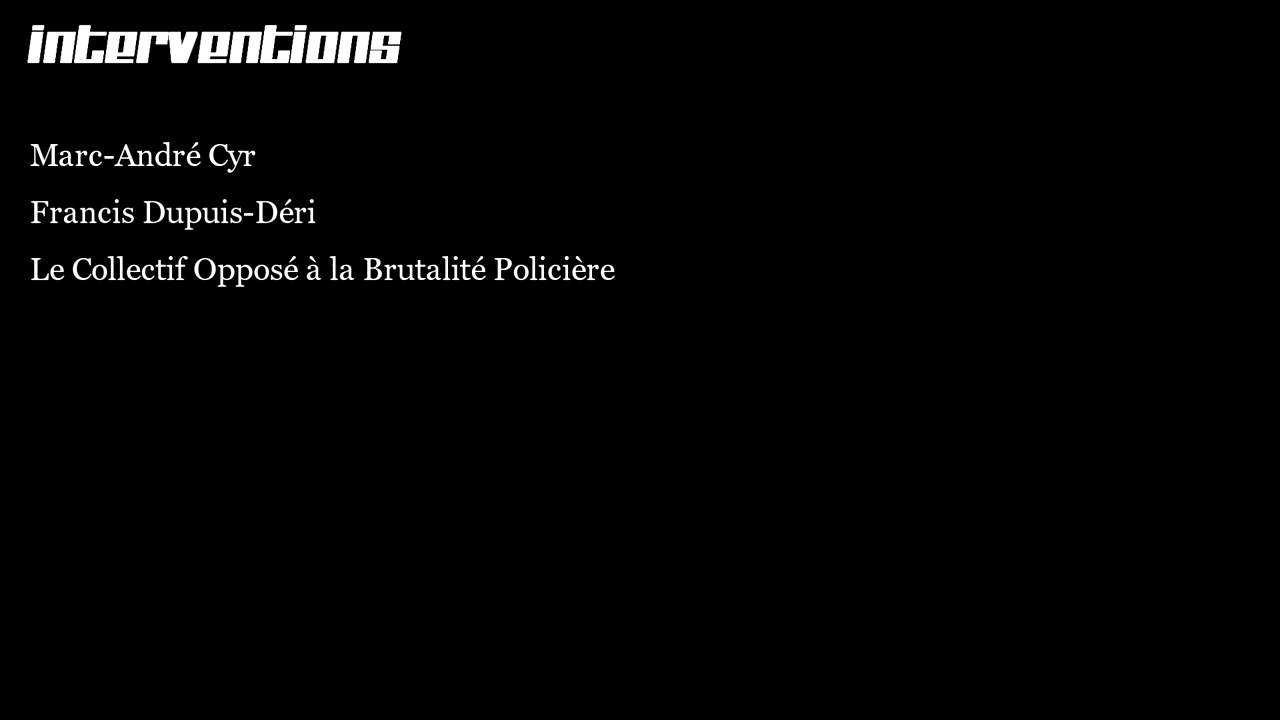 interventions
Marc-André Cyr
Francis Dupuis-Déri
Le Collectif Opposé à la Brutalité Policière